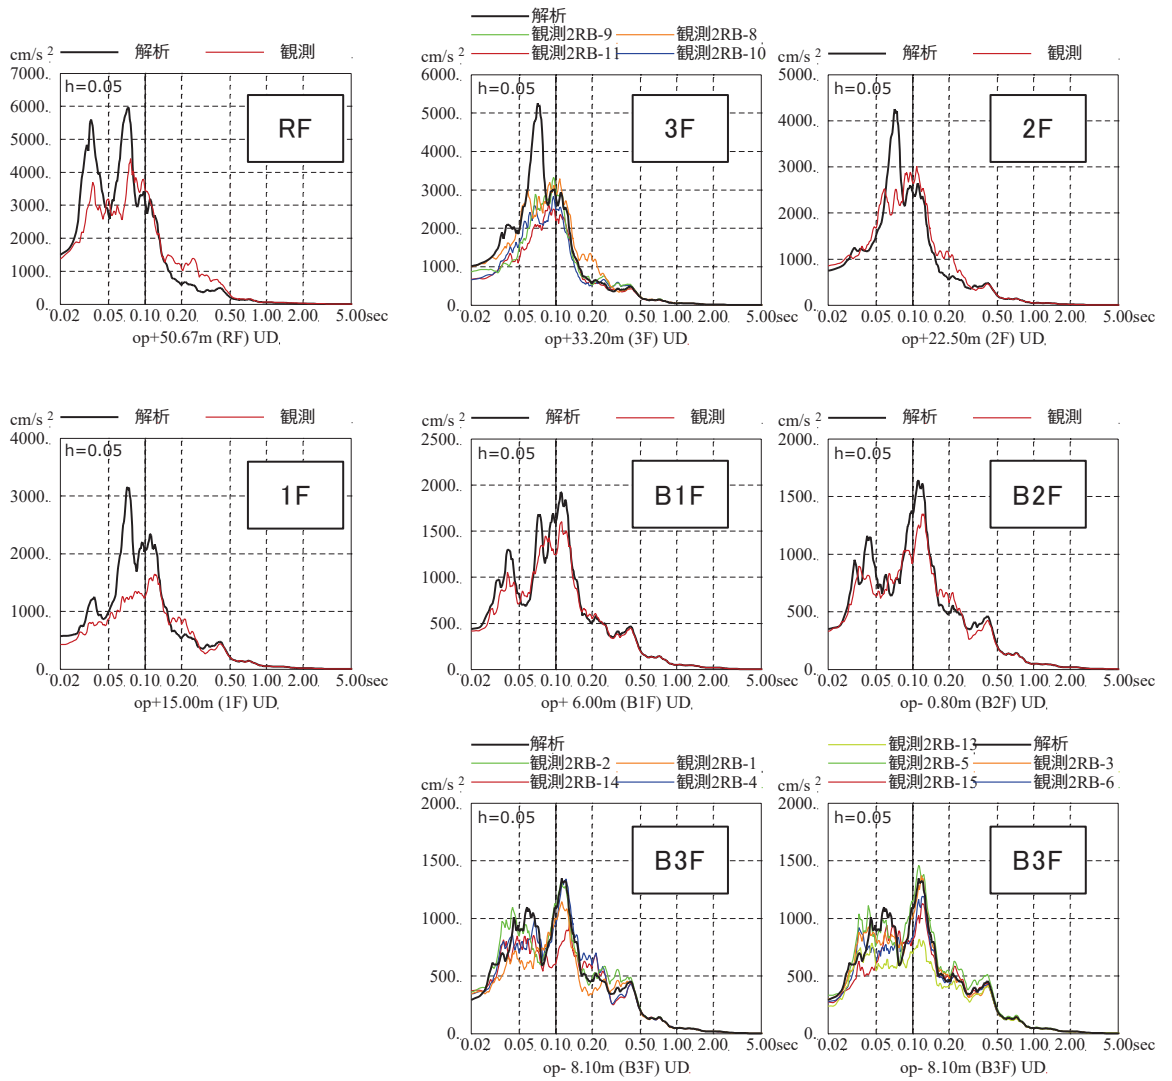 cm/s 2 解析 観測
7000.
6000.
5000.
4000.
3000.
2000.
1000.
0.
h=0.05
RF
0.02 0.05 0.10 0.20 0.50 1.00 2.00 5.00sec
op+50.67m (RF) UD
解析
観測2RB-9 観測2RB-8
cm/s 2 観測2RB-11 観測2RB-10
6000.
5000.
4000.
3000.
2000.
1000.
0.
h=0.05
3F
0.02 0.05 0.10 0.20 0.50 1.00 2.00 5.00sec
op+33.20m (3F) UD
cm/s 2 解析 観測
5000.
4000.
3000.
2000.
1000.
0.
h=0.05
2F
0.02 0.05 0.10 0.20 0.50 1.00 2.00 5.00sec
op+22.50m (2F) UD
cm/s 2 解析 観測
4000.
3000.
2000.
1000.
0.
h=0.05
1F
0.02 0.05 0.10 0.20 0.50 1.00 2.00 5.00sec
op+15.00m (1F) UD
cm/s 2 解析 観測
2500.
2000.
1500.
1000.
500.
0.
h=0.05
B1F
0.02 0.05 0.10 0.20 0.50 1.00 2.00 5.00sec
op+ 6.00m (B1F) UD
cm/s 2 解析 観測
2000.
1500.
1000.
500.
0.
h=0.05
B2F
0.02 0.05 0.10 0.20 0.50 1.00 2.00 5.00sec
op- 0.80m (B2F) UD
解析
観測2RB-2 観測2RB-1
cm/s 2 観測2RB-14 観測2RB-4
2000.
1500.
1000.
500.
0.
h=0.05
B3F
0.02 0.05 0.10 0.20 0.50 1.00 2.00 5.00sec
op- 8.10m (B3F) UD
観測2RB-13 解析
観測2RB-5 観測2RB-3
cm/s 2 観測2RB-15 観測2RB-6
2000.
1500.
1000.
500.
0.
h=0.05
B3F
0.02 0.05 0.10 0.20 0.50 1.00 2.00 5.00sec
op- 8.10m (B3F) UD